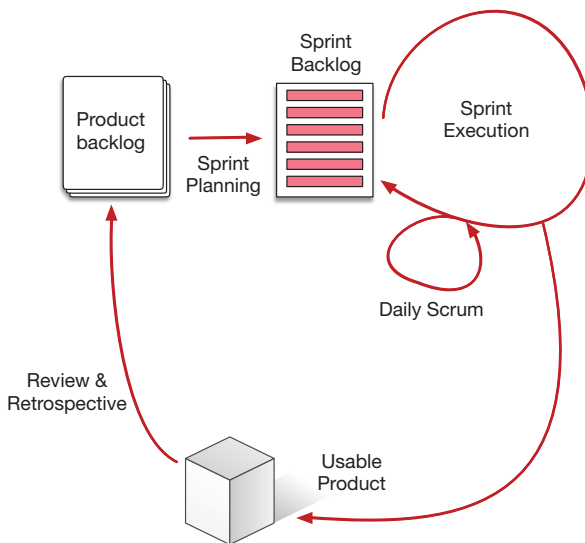 Sprint
Backlog
Product
backlog
Sprint
Planning
Sprint
Execution
Daily Scrum
Review &
Retrospective
Usable
Product